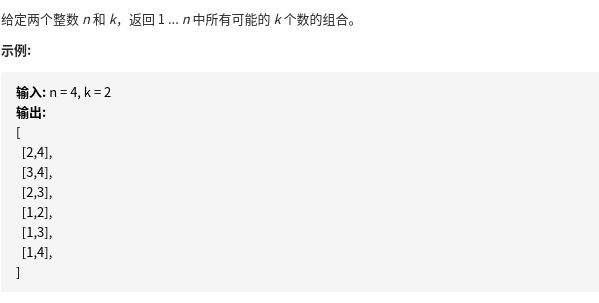 给定两个整数 n 和 k，返回 1 ... n 中所有可能的 k 个数的组合。
示例:
输入: n = 4, k = 2
输出:
[
[2,4],
[3,4],
[2,3],
[1,2],
[1,3],
[1,4],
]